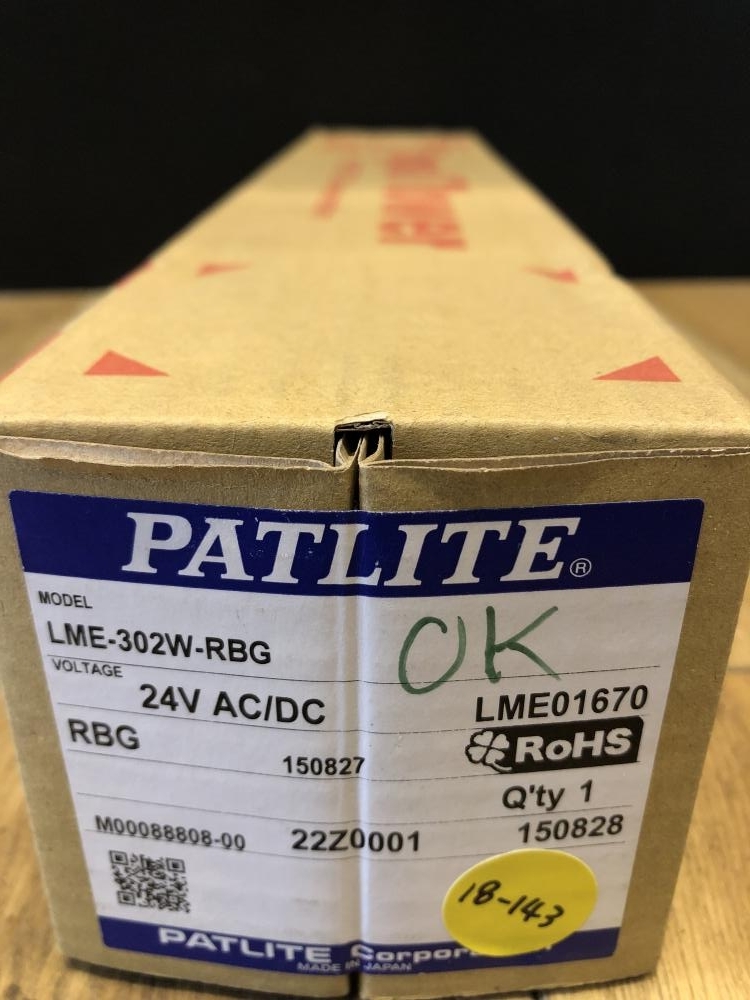 PATLITE®
MODEL
LME-302W-RBG
OK
VOLTAGE
24V AC/DC
LME01670
RBG
RoHS
150827
Q'ty 1
M00088808-00
22Z0001
150828
18-143
PATLITE
MADE IN JAPAN